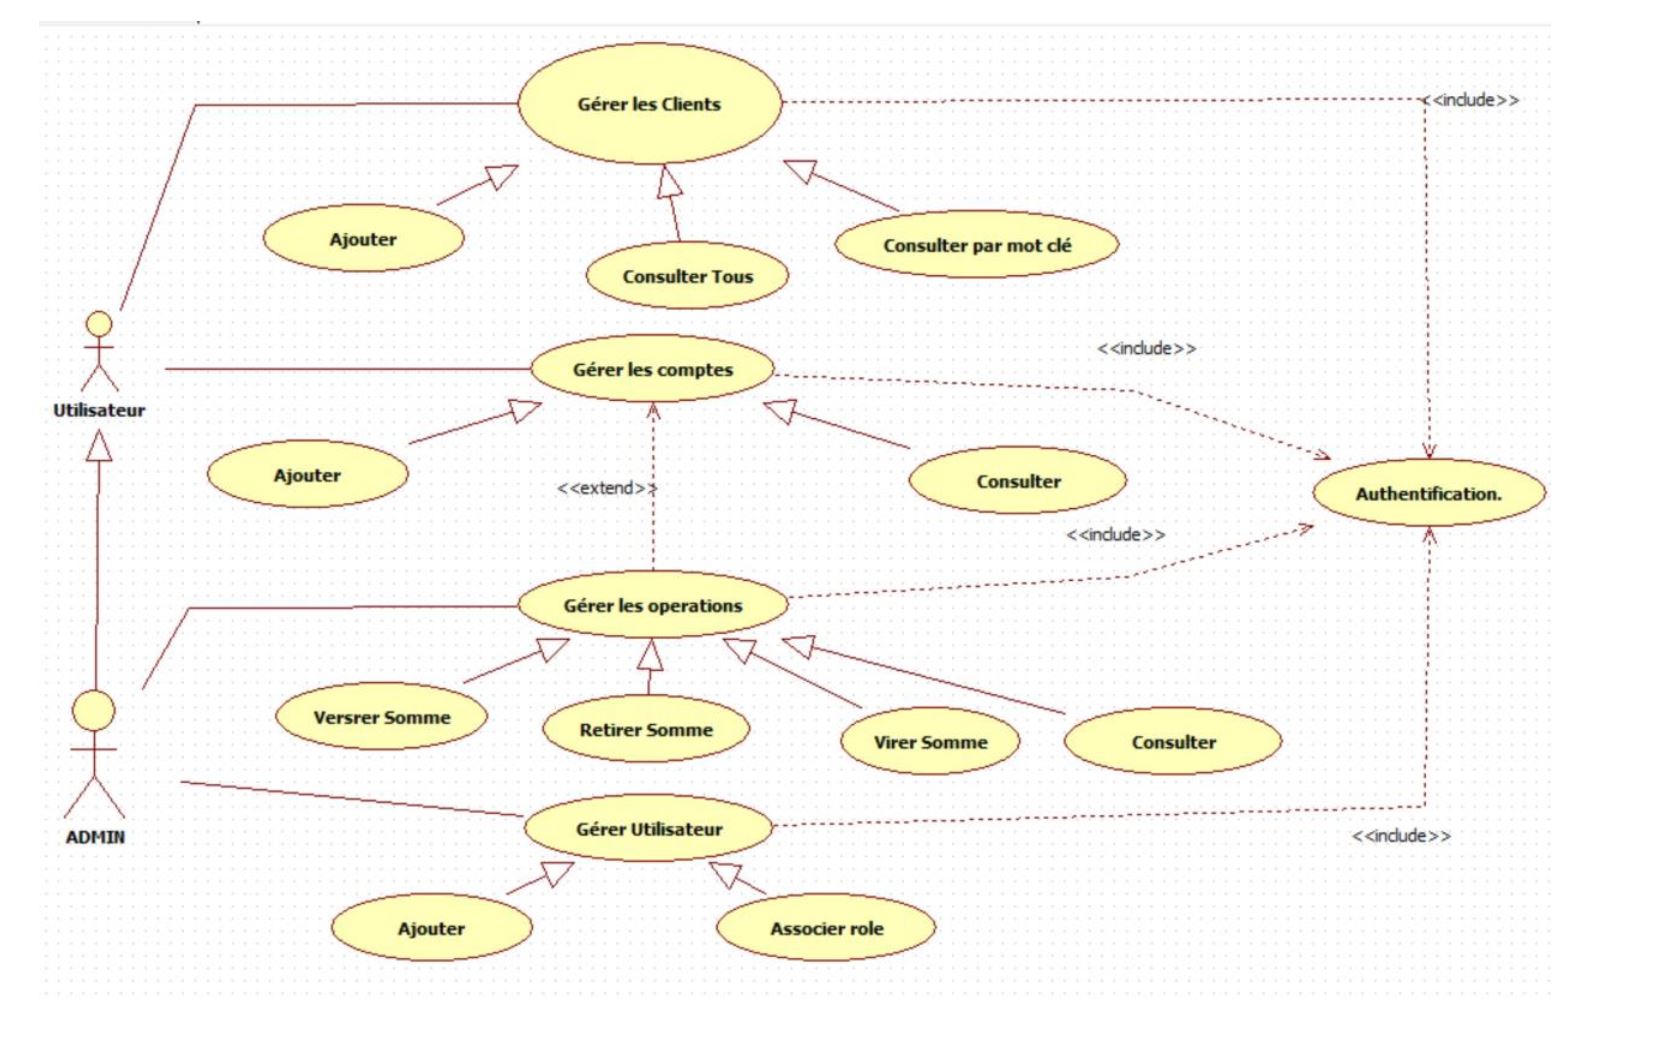 Gérer les Clients
<<include>>
Ajouter
Consulter par mot clé
Consulter Tous
<<include>>
Gérer les comptes
Utilisateur
Ajouter
Consulter
<<extend>>
Authentification.
<<include>>
Gérer les operations
Versrer Somme
Retirer Somme
Virer Somme
Consulter
Gérer Utilisateur
ADMIN
<<include>>
Ajouter
Associer role